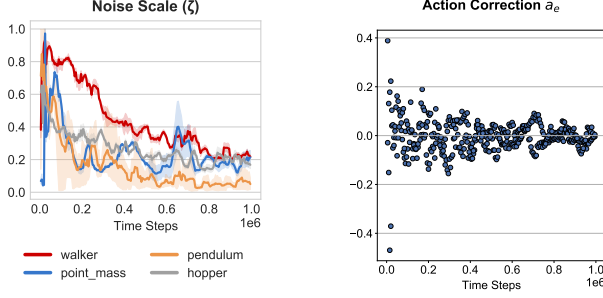 Noise Scale (ζ)
1.0
0.8
0.6
0.4
0.2
0.0
0.0 0.2 0.4 0.6 0.8 1.0
Time Steps
1e6
walker
point_mass
pendulum
hopper
Action Correction aₑ
0.4
0.2
0.0
−0.2
−0.4
0.0 0.2 0.4 0.6 0.8 1.0
Time Steps
1e6